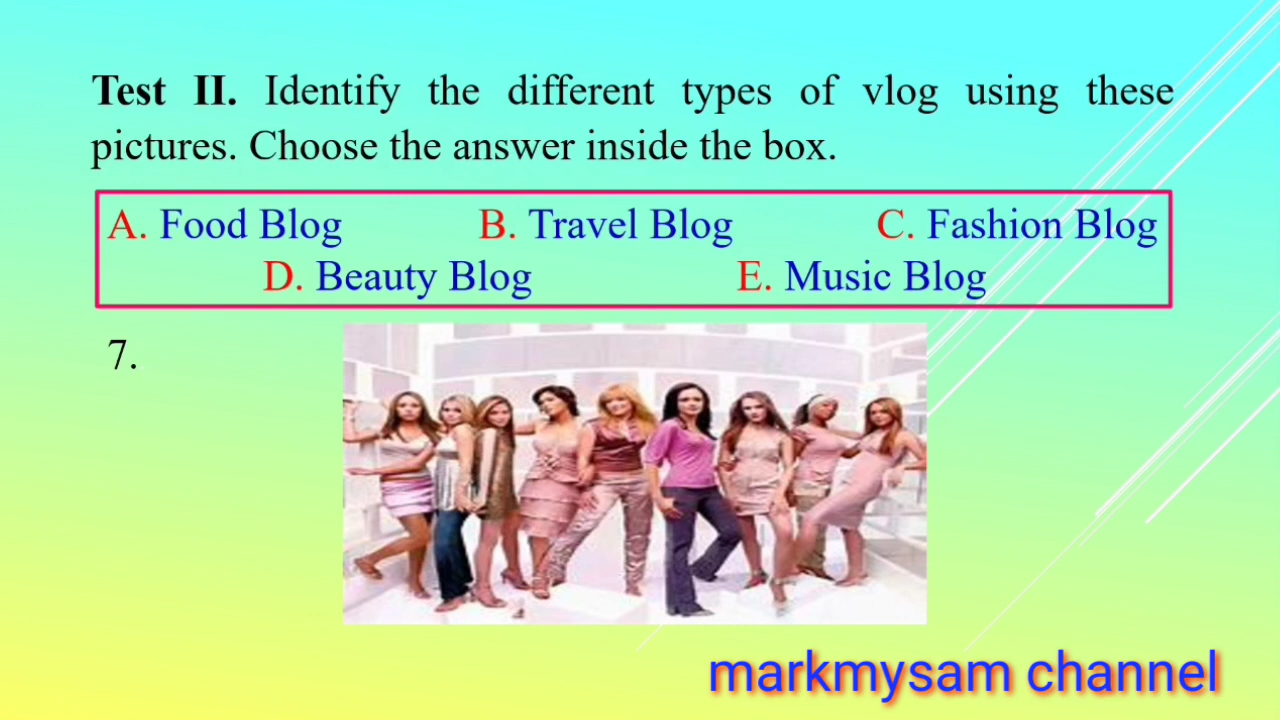 Test II. Identify the different types of vlog using these
pictures. Choose the answer inside the box.
A. Food Blog B. Travel Blog C. Fashion Blog
D. Beauty Blog E. Music Blog
7.
markmysam channel